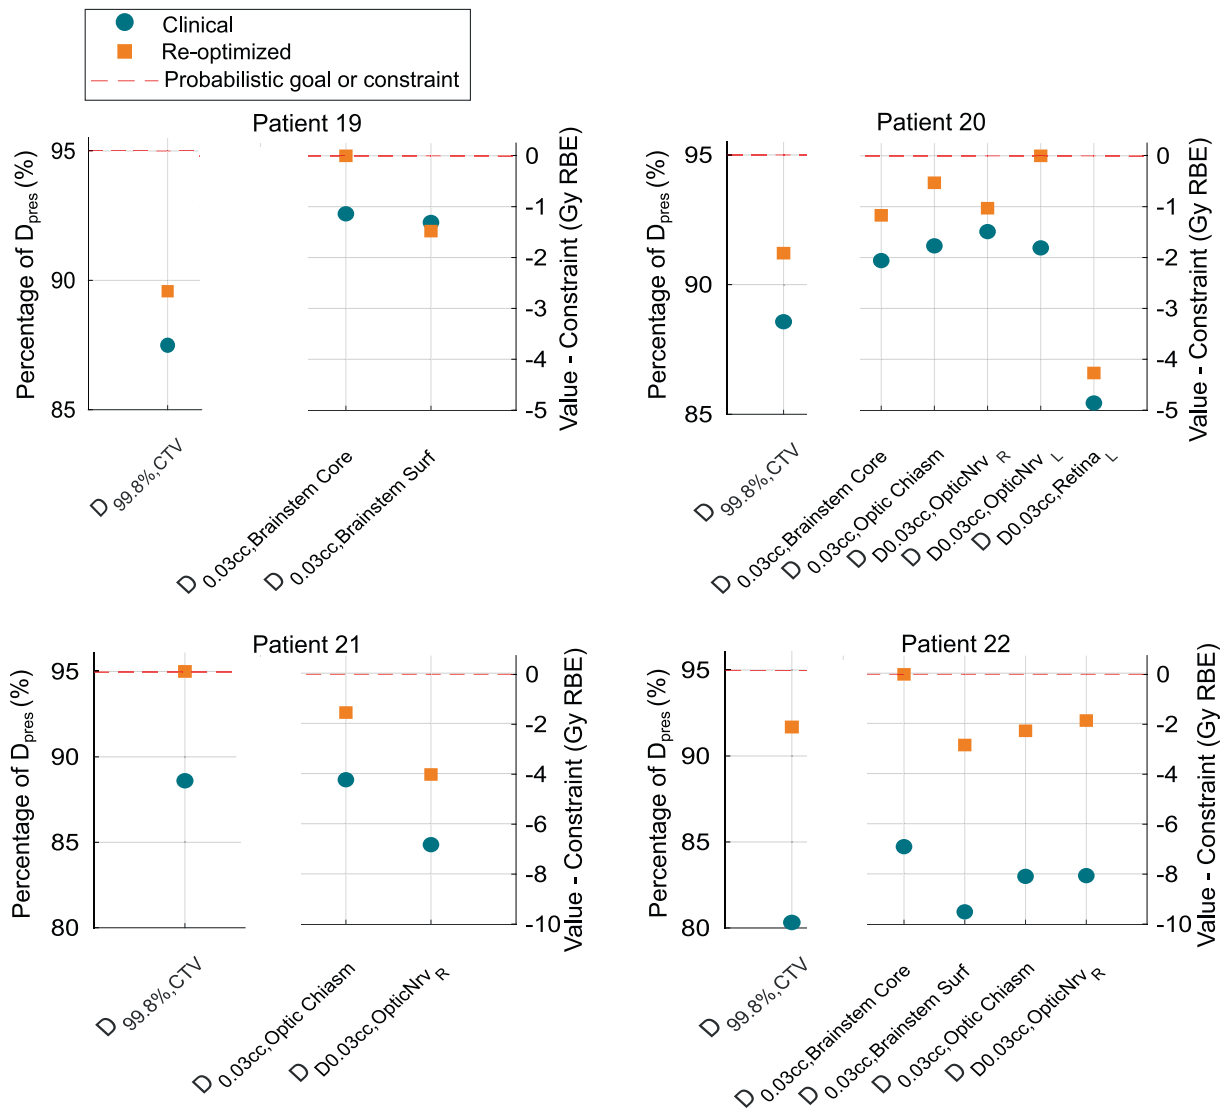 Clinical
Re-optimized
Probabilistic goal or constraint
Patient 19
Percentage of Dpres (%)
95
90
85
D 99.8%,CTV
0
-1
-2
-3
-4
-5
Value - Constraint (Gy RBE)
D 0.03cc,Brainstem Core
D 0.03cc,Brainstem Surf
Patient 20
Percentage of Dpres (%)
95
90
85
D 99.8%,CTV
0
-1
-2
-3
-4
-5
Value - Constraint (Gy RBE)
D 0.03cc,Brainstem Core
D 0.03cc,Optic Chiasm
D D0.03cc,OpticNrv R
D D0.03cc,OpticNrv L
D D0.03cc,Retina L
Patient 21
Percentage of Dpres (%)
95
90
85
80
D 99.8%,CTV
0
-2
-4
-6
-8
-10
Value - Constraint (Gy RBE)
D 0.03cc,Optic Chiasm
D D0.03cc,OpticNrv R
Patient 22
Percentage of Dpres (%)
95
90
85
80
D 99.8%,CTV
0
-2
-4
-6
-8
-10
Value - Constraint (Gy RBE)
D 0.03cc,Brainstem Core
D 0.03cc,Brainstem Surf
D 0.03cc,Optic Chiasm
D D0.03cc,OpticNrv R